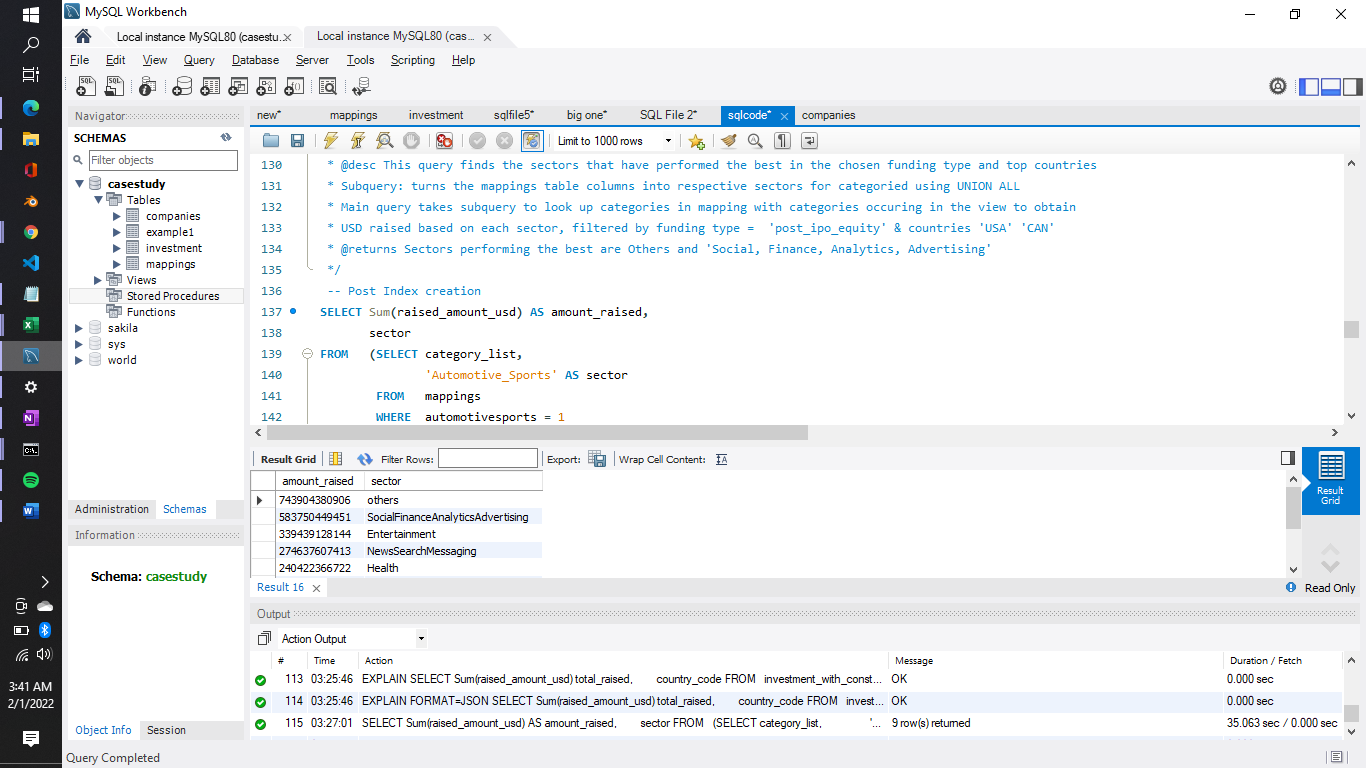 MySQL Workbench
Local instance MySQL80 (casestu... ×
Local instance MySQL80 (cas... ×
File Edit View Query Database Server Tools Scripting Help
Navigator
SCHEMAS
Filter objects
casestudy
Tables
companies
example1
investment
mappings
Views
Stored Procedures
Functions
sakila
sys
world
Administration Schemas
Information
Schema: casestudy
Object Info Session
new* mappings investment sqlfile5* big one* SQL File 2* sqlcode* × companies
Limit to 1000 rows
130 * @desc This query finds the sectors that have performed the best in the chosen funding type and top countries
131 * Subquery: turns the mappings table columns into respective sectors for categoried using UNION ALL
132 * Main query takes subquery to look up categories in mapping with categories occuring in the view to obtain
133 * USD raised based on each sector, filtered by funding type = 'post_ipo_equity' & countries 'USA' 'CAN'
134 * @returns Sectors performing the best are Others and 'Social, Finance, Analytics, Advertising'
135 */
136 -- Post Index creation
137 SELECT Sum(raised_amount_usd) AS amount_raised,
138 sector
139 FROM (SELECT category_list,
140 'Automotive_Sports' AS sector
141 FROM mappings
142 WHERE automotivesports = 1
Result Grid Filter Rows: Export: Wrap Cell Content:
amount_raised sector
743904380906 others
583750449451 SocialFinanceAnalyticsAdvertising
339439128144 Entertainment
274637607413 NewsSearchMessaging
240422366722 Health
Result Grid
Result 16 ×
Read Only
Output
Action Output
# Time Action Message Duration / Fetch
113 03:25:46 EXPLAIN SELECT Sum(raised_amount_usd) total_raised, country_code FROM investment_with_const... OK 0.000 sec
114 03:25:46 EXPLAIN FORMAT=JSON SELECT Sum(raised_amount_usd) total_raised, country_code FROM invest... OK 0.000 sec
115 03:27:01 SELECT Sum(raised_amount_usd) AS amount_raised, sector FROM (SELECT category_list, '... 9 row(s) returned 35.063 sec / 0.000 sec
Query Completed
3:41 AM
2/1/2022